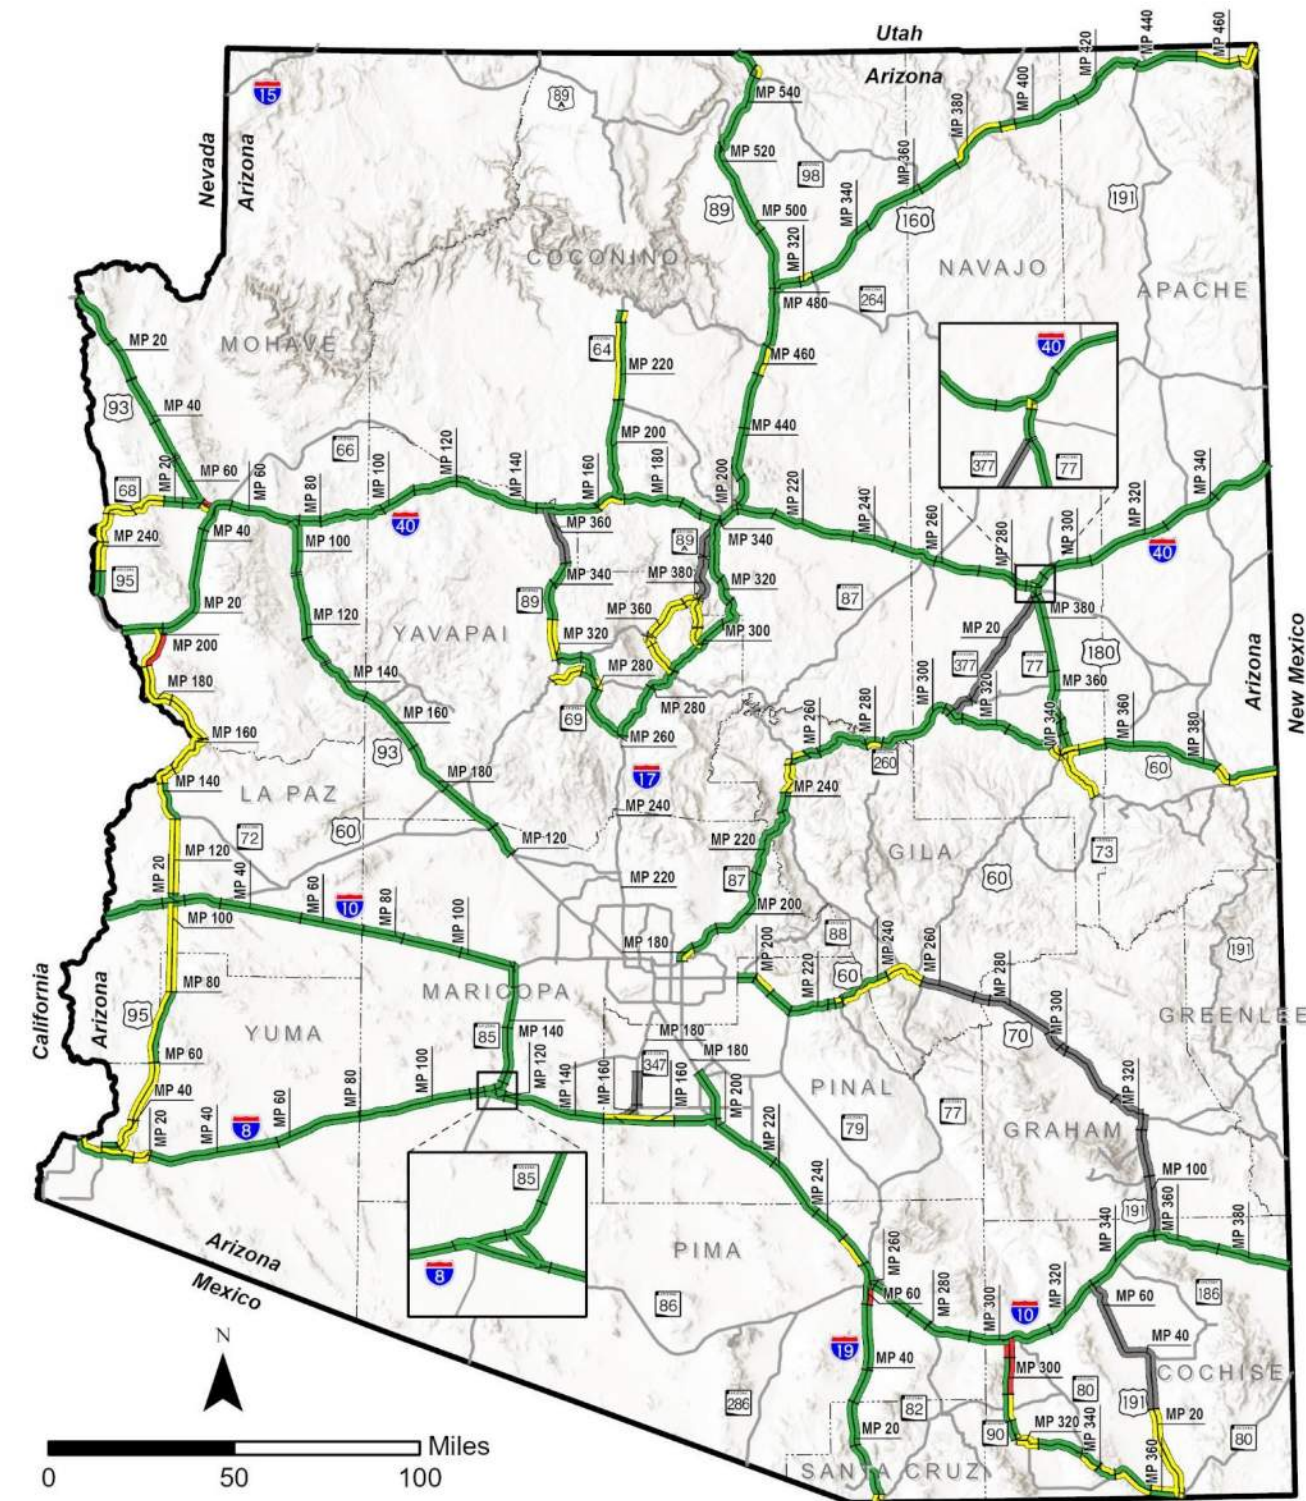 Utah
Arizona
MP 420
MP 440
MP 460
15
89
A
MP 540
MP 380
MP 400
Nevada
Arizona
MP 520
98
MP 360
MP 340
191
89
MP 500
160
MP 320
COCONINO
NAVAJO
APACHE
MP 480
264
MP 20
MOHAVE
64
MP 220
MP 460
40
93
MP 40
MP 440
377
77
66
MP 120
MP 200
MP 20
MP 60
MP 60
MP 80
MP 100
MP 140
MP 160
MP 180
MP 200
MP 220
MP 340
68
MP 240
MP 320
40
MP 360
MP 260
MP 280
MP 300
MP 240
MP 40
MP 100
89
A
MP 340
40
95
MP 340
MP 380
MP 320
MP 20
MP 120
89
MP 360
87
MP 380
MP 200
YAVAPAI
MP 320
MP 300
MP 20
180
Arizona
New Mexico
MP 180
MP 140
MP 280
377
77
MP 360
MP 300
MP 320
MP 160
69
MP 280
MP 260
MP 280
MP 340
MP 360
MP 380
MP 160
93
MP 260
260
60
MP 140
LA PAZ
MP 180
17
MP 240
MP 240
72
60
MP 120
MP 120
MP 220
GILA
73
MP 20
MP 40
MP 60
10
MP 80
MP 220
87
60
MP 100
MP 100
MP 200
88
MP 180
MP 200
MP 240
MP 260
191
MP 220
60
MP 280
MP 80
MARICOPA
MP 300
GREENLEE
California
Arizona
95
YUMA
85
MP 140
MP 180
70
MP 60
MP 100
MP 120
347
MP 180
MP 320
MP 80
MP 140
MP 160
MP 160
PINAL
MP 40
MP 60
MP 200
77
MP 20
MP 40
8
MP 220
79
GRAHAM
85
MP 240
MP 100
191
MP 360
MP 340
MP 380
Arizona
Mexico
8
PIMA
MP 260
MP 280
MP 320
MP 60
MP 60
186
86
MP 300
10
N
19
MP 40
MP 40
MP 300
COCHISE
286
82
80
191
MP 20
MP 320
MP 340
MP 20
90
80
Miles
MP 360
SANTA CRUZ
0
50
100